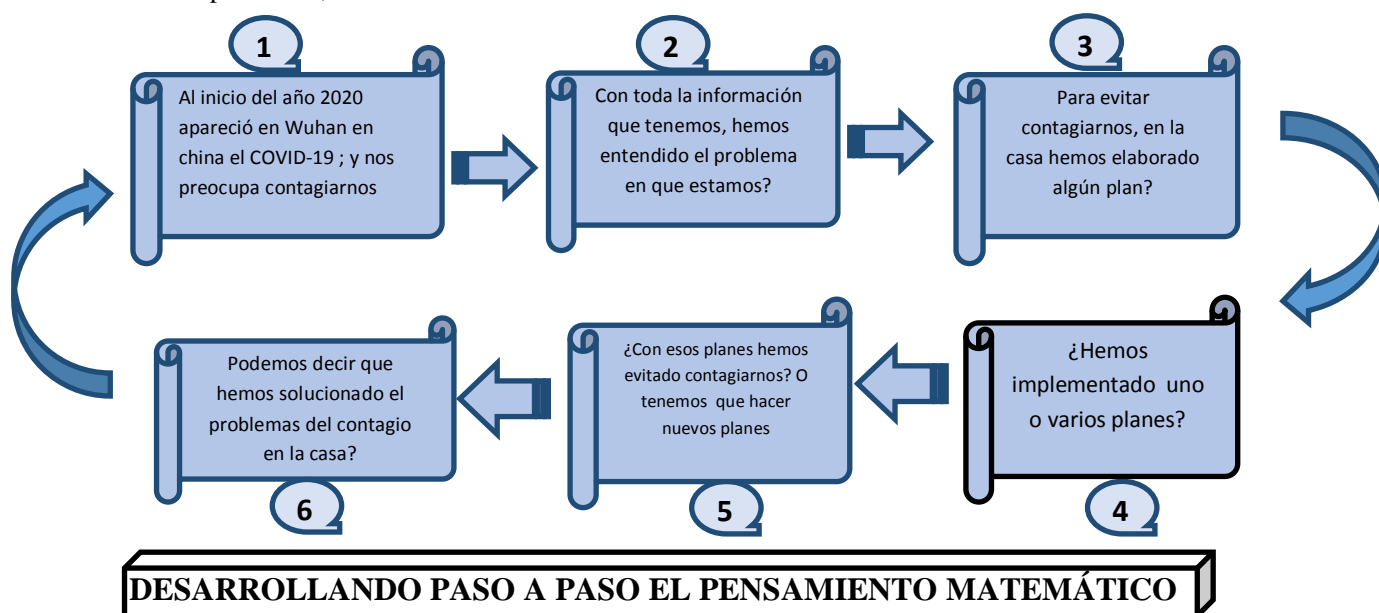 1
Al inicio del año 2020
apareció en Wuhan en
china el COVID-19 ; y nos
preocupa contagiarnos
2
Con toda la información
que tenemos, hemos
entendido el problema
en que estamos?
3
Para evitar
contagiarnos, en la
casa hemos elaborado
algún plan?
¿Hemos
implementado uno
o varios planes?
4
¿Con esos planes hemos
evitado contagiarnos? O
tenemos que hacer
nuevos planes
5
Podemos decir que
hemos solucionado el
problemas del contagio
en la casa?
6
DESARROLLANDO PASO A PASO EL PENSAMIENTO MATEMÁTICO